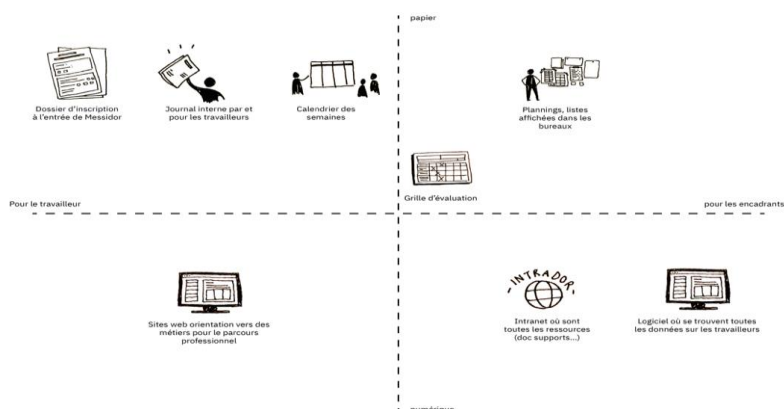 papier
Dossier d'inscription
à l'entrée de Messidor
Journal interne par et
pour les travailleurs
Calendrier des
semaines
Plannings, listes
affichées dans les
bureaux
Grille d'évaluation
Pour le travailleur
pour les encadrants
Sites web orientation vers des
métiers pour le parcours
professionnel
- INTRADOR -
Intranet où sont
toutes les ressources
(doc supports...)
Logiciel où se trouvent toutes
les données sur les travailleurs
numérique